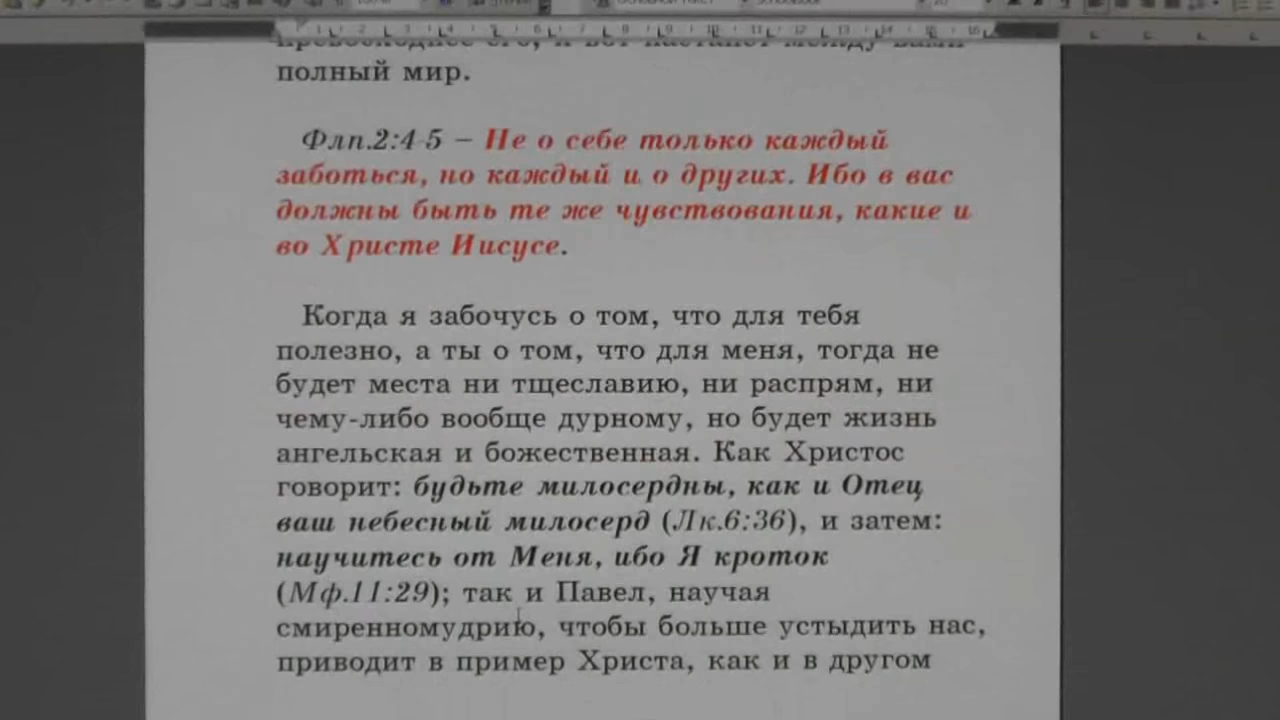 полный мир.
Флп.2:4-5 – Не о себе только каждый
заботься, но каждый и о других. Ибо в вас
должны быть те же чувствования, какие и
во Христе Иисусе.
Когда я забочусь о том, что для тебя
полезно, а ты о том, что для меня, тогда не
будет места ни тщеславию, ни распрям, ни
чему-либо вообще дурному, но будет жизнь
ангельская и божественная. Как Христос
говорит: будьте милосердны, как и Отец
ваш небесный милосерд (Лк.6:36), и затем:
научитесь от Меня, ибо Я кроток
(Мф.11:29); так и Павел, научая
смиренномудрию, чтобы больше устыдить нас,
приводит в пример Христа, как и в другом